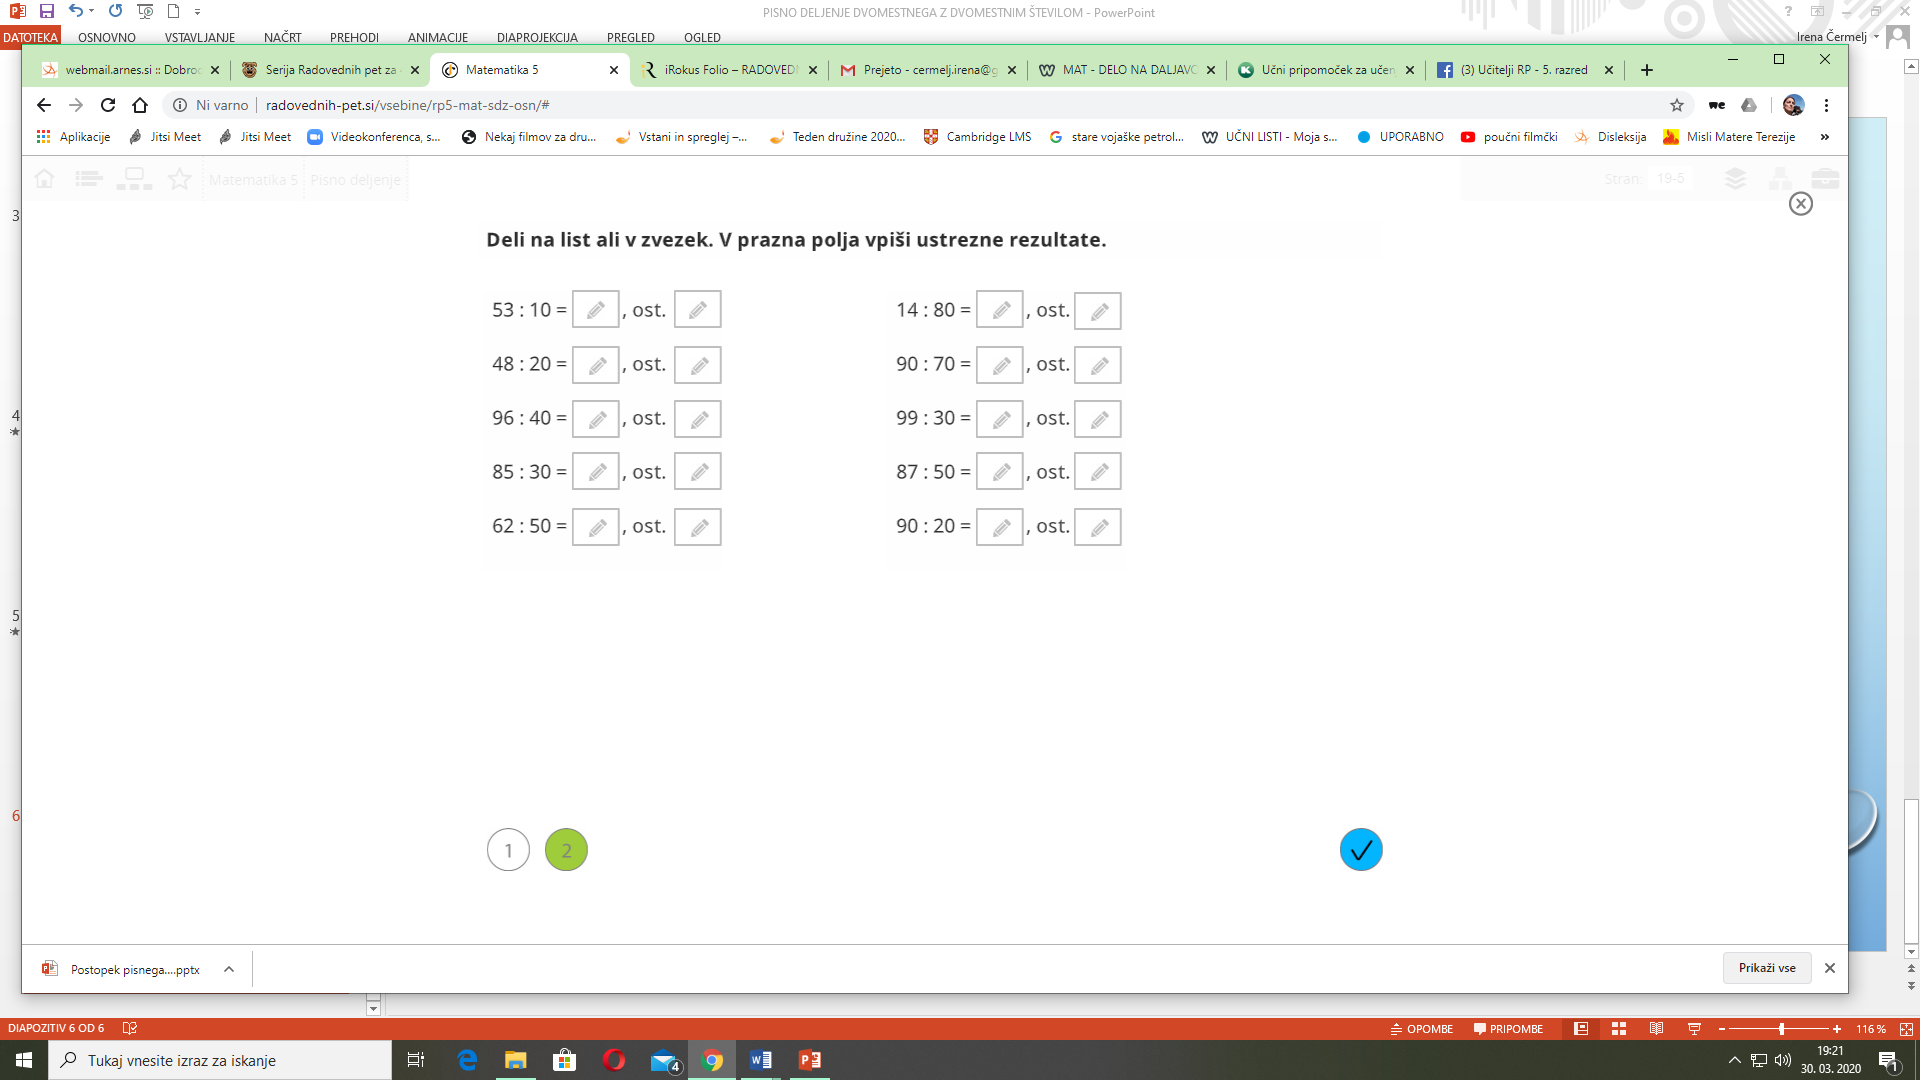 PISNO DELJENJE DVOMESTNEGA Z DVOMESTNIM ŠTEVILOM - PowerPoint
DATOTEKA OSNOVNO VSTAVLJANJE NAČRT PREHODI ANIMACIJE DIAPROJEKCIJA PREGLED OGLED Irena Čermelj
webmail.arnes.si :: Dobroc Serija Radovednih pet za Matematika 5 iRokus Folio – RADOVEDN Prejeto - cermelj.irena@g MAT - DELO NA DALJAVO Učni pripomoček za učen (3) Učitelji RP - 5. razred
Ni varno radovednih-pet.si/vsebine/rp5-mat-sdz-osn/#
Aplikacije Jitsi Meet Jitsi Meet Videokonferenca, s... Nekaj filmov za dru... Vstani in spreglej –... Teden družine 2020... Cambridge LMS stare vojaške petrol... UČNI LISTI - Moja s... UPORABNO poučni filmčki Disleksija Misli Matere Terezije »
Matematika 5 Pisno deljenje Stran: 19-5
Deli na list ali v zvezek. V prazna polja vpiši ustrezne rezultate.
53 : 10 = , ost. 14 : 80 = , ost.
48 : 20 = , ost. 90 : 70 = , ost.
96 : 40 = , ost. 99 : 30 = , ost.
85 : 30 = , ost. 87 : 50 = , ost.
62 : 50 = , ost. 90 : 20 = , ost.
3
4
5
6
1 2
Postopek pisnega....pptx Prikaži vse
DIAPOZITIV 6 OD 6 OPOMBE PRIPOMBE 116 %
Tukaj vnesite izraz za iskanje 4 19:21
30. 03. 2020 1